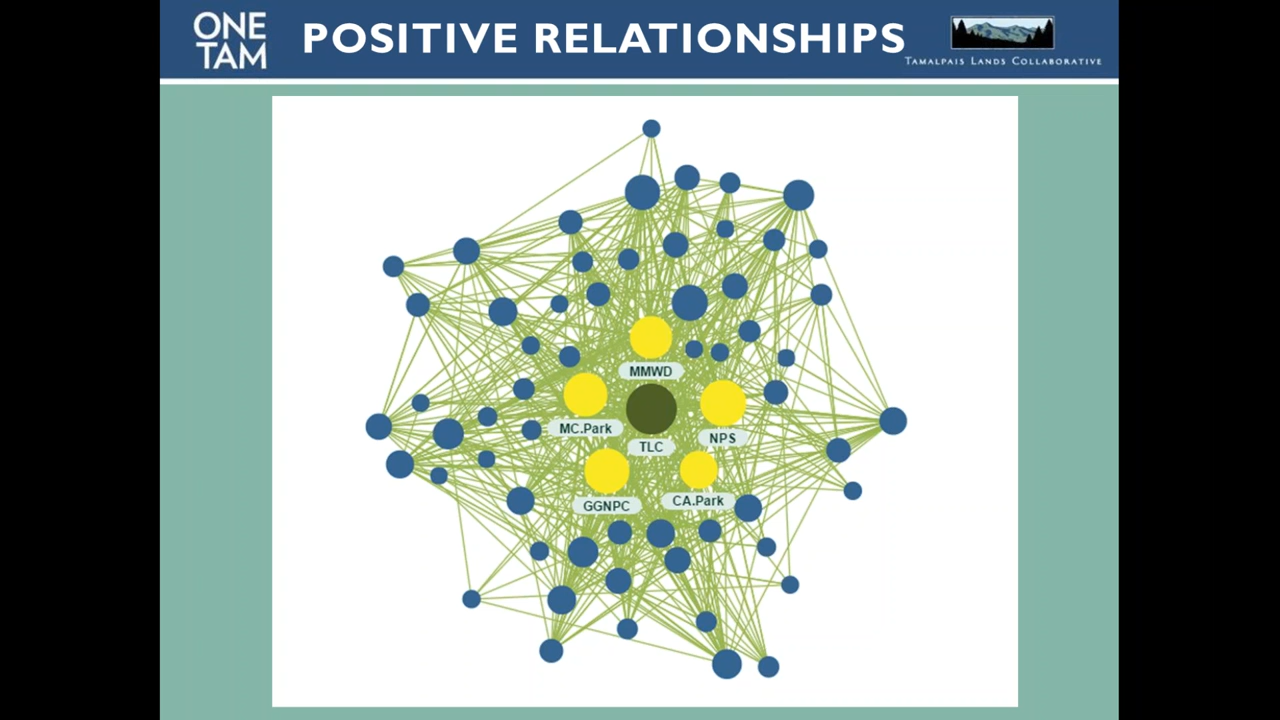 ONE
TAM
POSITIVE RELATIONSHIPS
TAMALPAIS LANDS COLLABORATIVE
MMWD
MC.Park
NPS
TLC
GGNPC
CA.Park